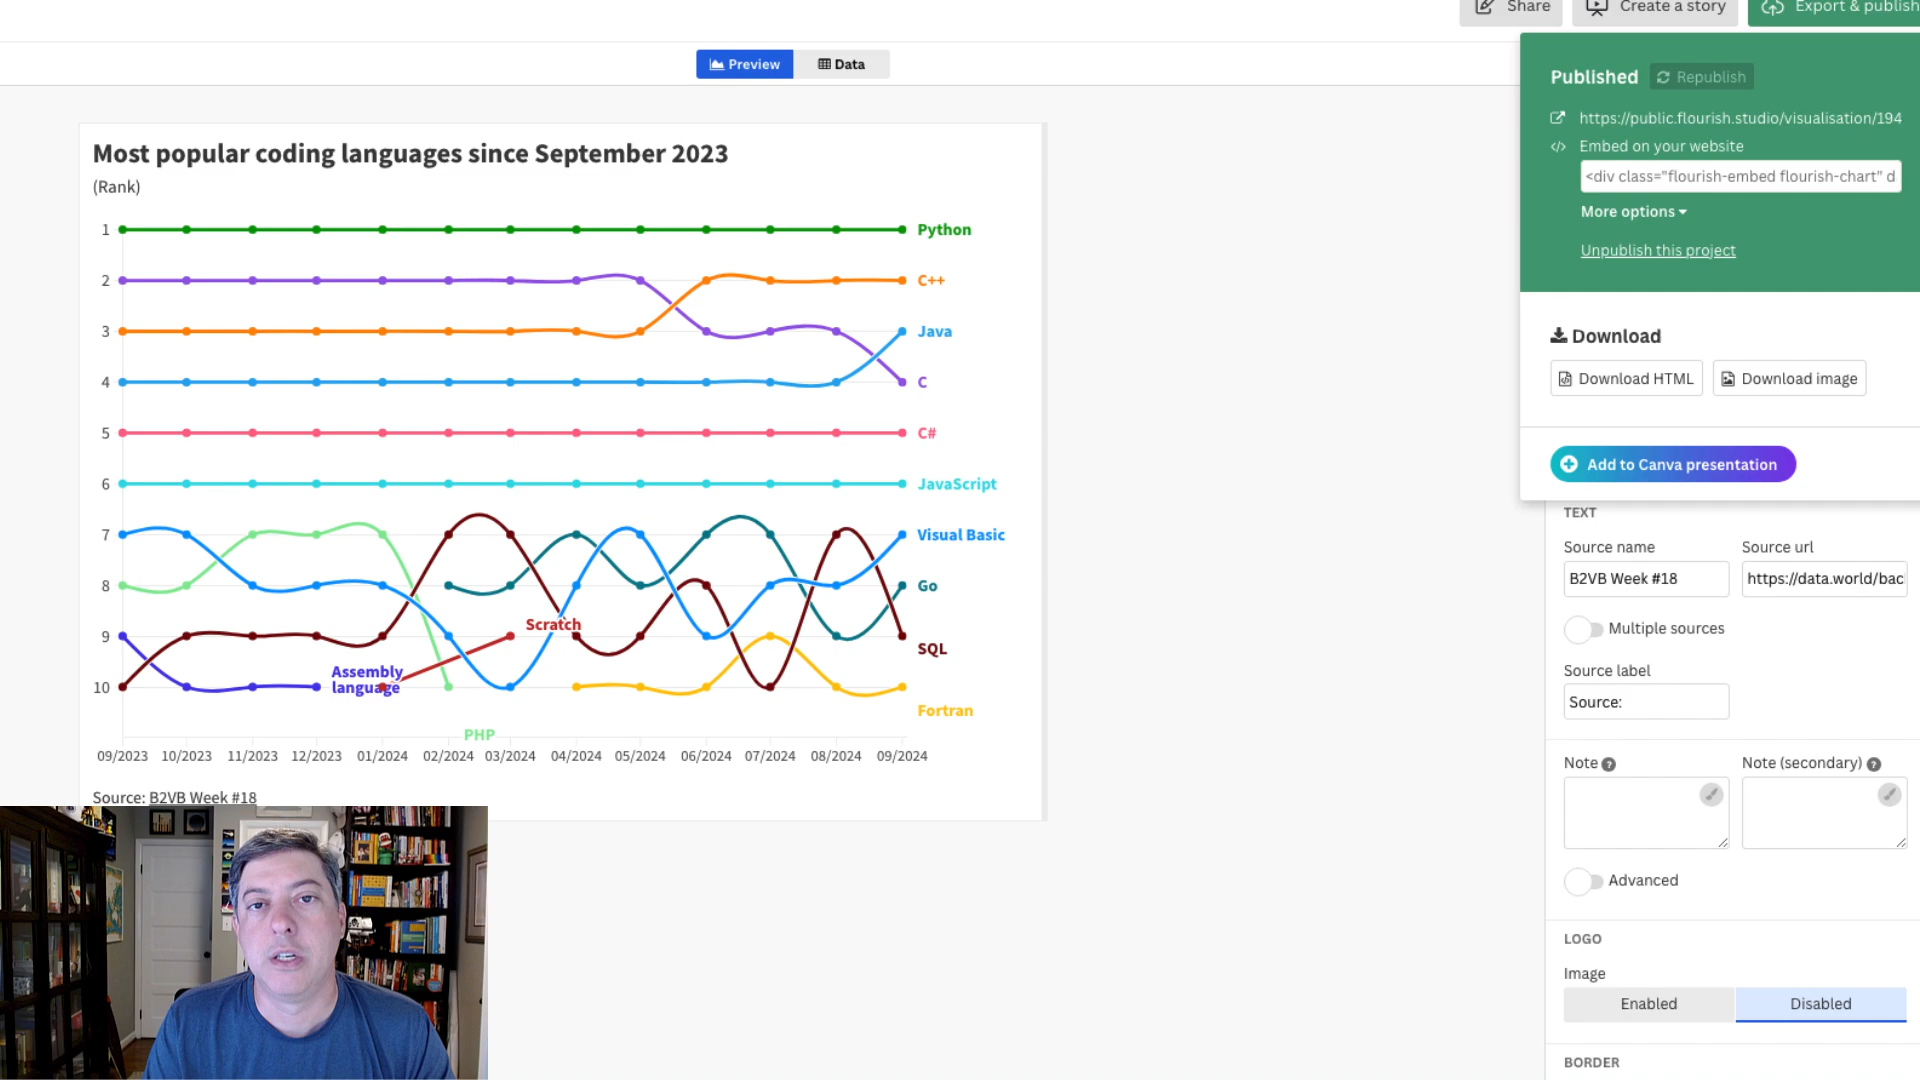 Share
Create a story
Export & publish
Preview
Data
Published
Republish
https://public.flourish.studio/visualisation/194
Embed on your website
<div class="flourish-embed flourish-chart" d
More options
Unpublish this project
Download
Download HTML
Download image
Add to Canva presentation
Most popular coding languages since September 2023
(Rank)
1
Python
2
C++
3
Java
4
C
5
C#
6
JavaScript
7
Visual Basic
8
Go
9
Scratch
SQL
10
Assembly
language
Fortran
PHP
09/2023 10/2023 11/2023 12/2023 01/2024 02/2024 03/2024 04/2024 05/2024 06/2024 07/2024 08/2024 09/2024
Source: B2VB Week #18
TEXT
Source name
Source url
B2VB Week #18
https://data.world/bac
Multiple sources
Source label
Source:
Note ?
Note (secondary) ?
Advanced
LOGO
Image
Enabled
Disabled
BORDER